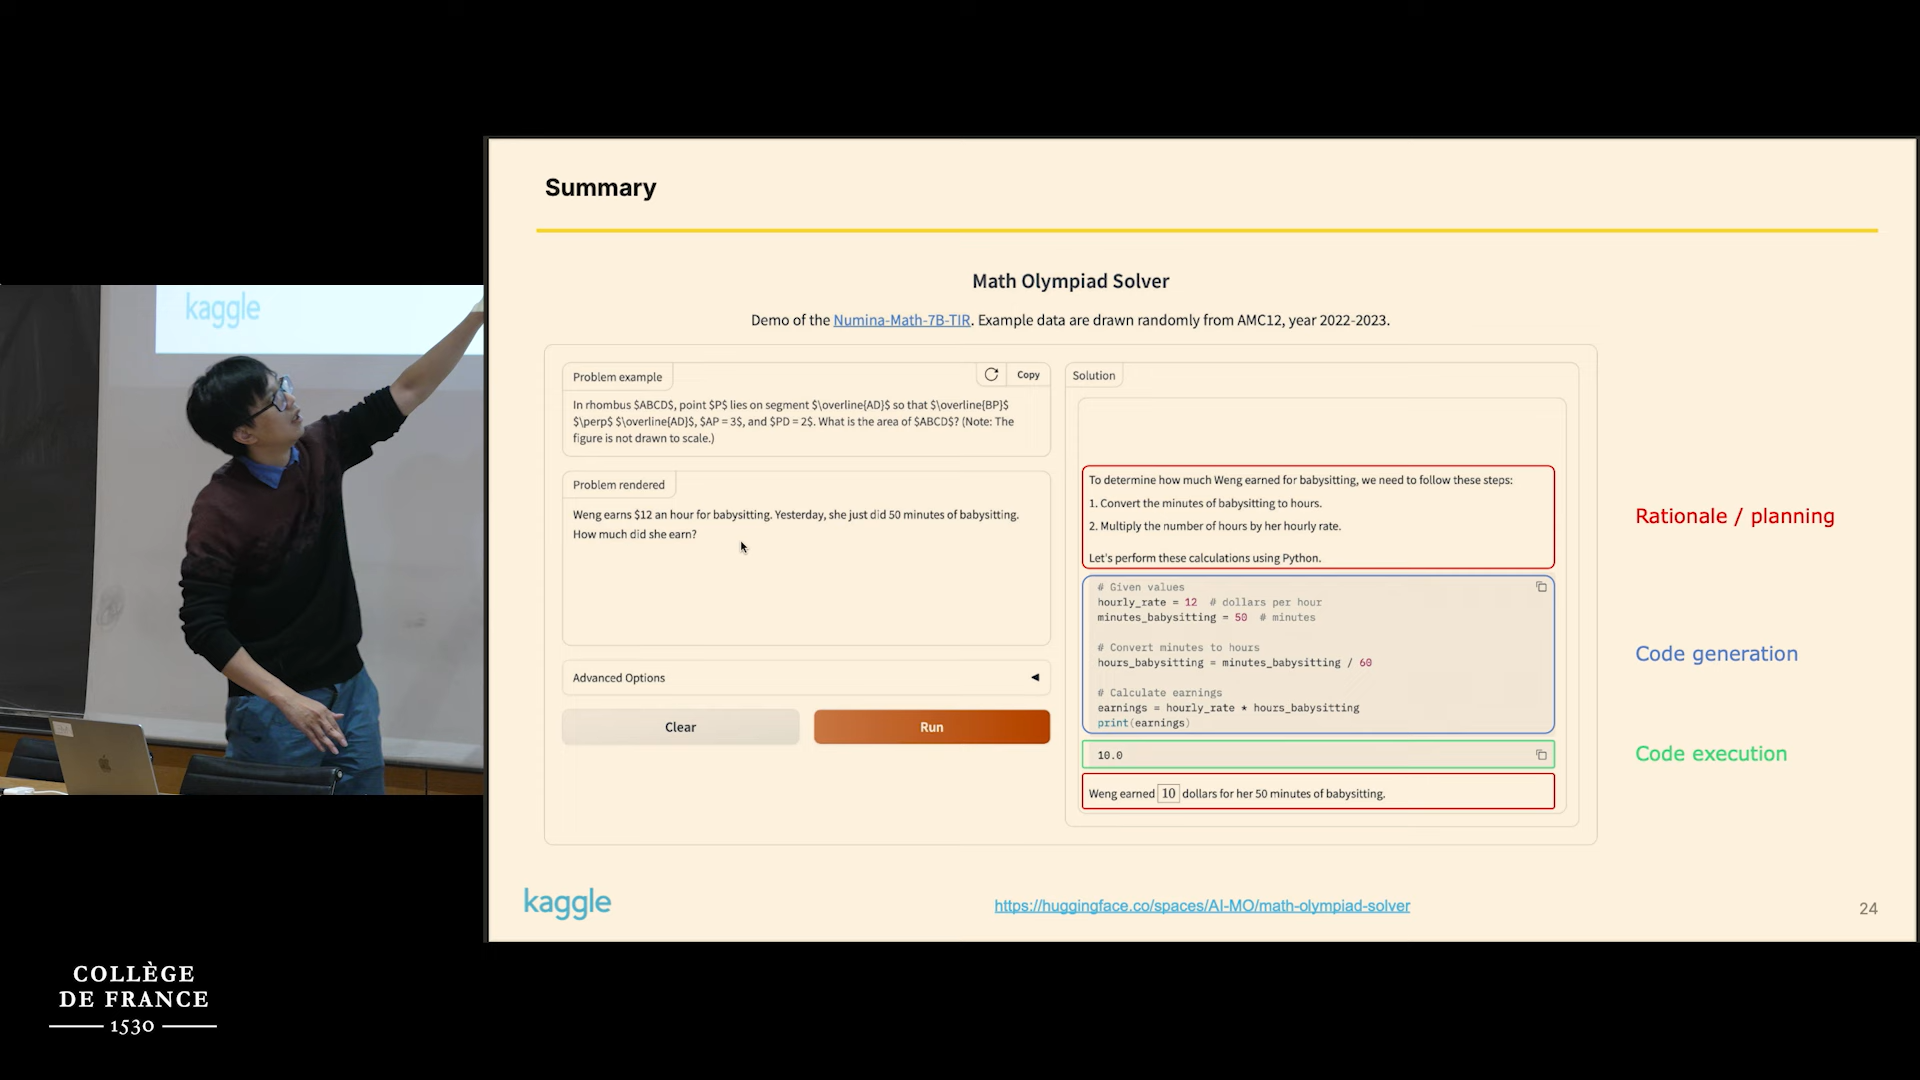 kaggle
Summary
Math Olympiad Solver
Demo of the Numina-Math-7B-TIR. Example data are drawn randomly from AMC12, year 2022-2023.
Problem example
Copy
In rhombus $ABCD$, point $P$ lies on segment $\overline{AD}$ so that $\overline{BP}$
$\perp$ $\overline{AD}$, $AP = 3$, and $PD = 2$. What is the area of $ABCD$? (Note: The
figure is not drawn to scale.)
Problem rendered
Weng earns $12 an hour for babysitting. Yesterday, she just did 50 minutes of babysitting.
How much did she earn?
Advanced Options
Clear
Run
Solution
To determine how much Weng earned for babysitting, we need to follow these steps:
1. Convert the minutes of babysitting to hours.
2. Multiply the number of hours by her hourly rate.
Let's perform these calculations using Python.
# Given values
hourly_rate = 12  # dollars per hour
minutes_babysitting = 50  # minutes
# Convert minutes to hours
hours_babysitting = minutes_babysitting / 60
# Calculate earnings
earnings = hourly_rate * hours_babysitting
print(earnings)
10.0
Weng earned 10 dollars for her 50 minutes of babysitting.
Rationale / planning
Code generation
Code execution
kaggle
https://huggingface.co/spaces/AI-MO/math-olympiad-solver
24
COLLÈGE
DE FRANCE
1530